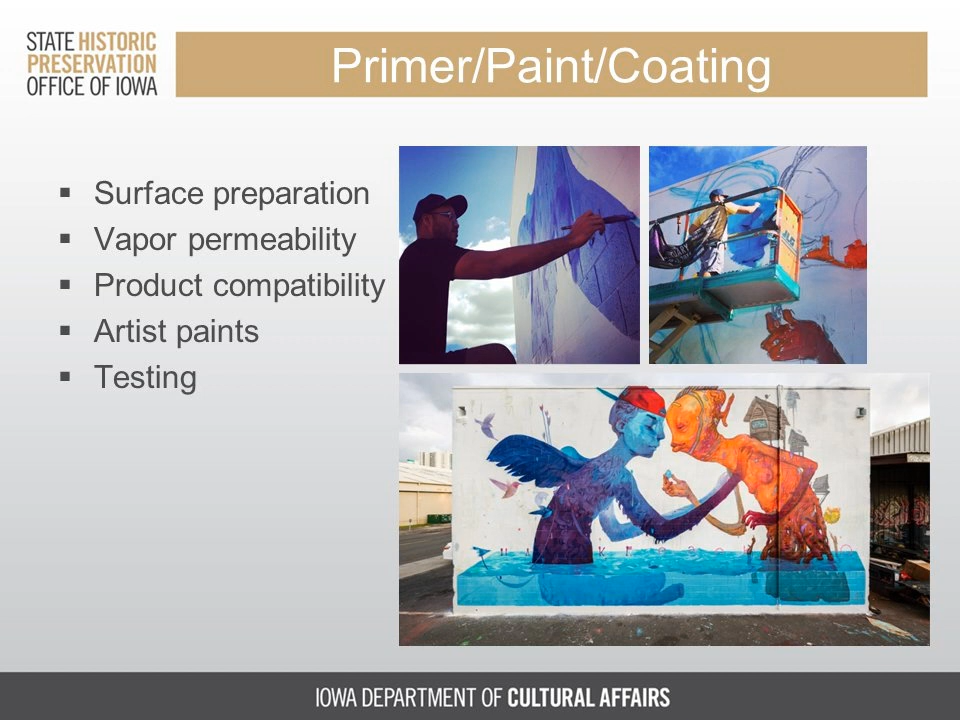 STATE HISTORIC
PRESERVATION
OFFICE OF IOWA
Primer/Paint/Coating
▪ Surface preparation
▪ Vapor permeability
▪ Product compatibility
▪ Artist paints
▪ Testing
JLG
IOWA DEPARTMENT OF CULTURAL AFFAIRS